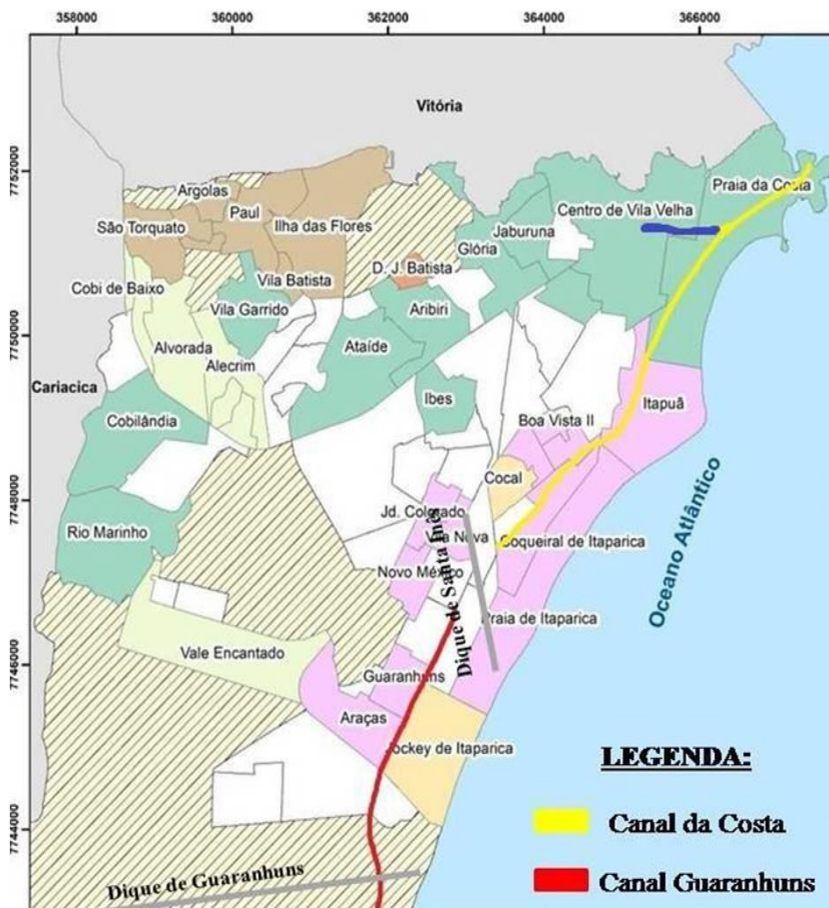 358000 360000 362000 364000 366000
7752000
7750000
7748000
7746000
7744000
Vitória
Argolas
Praia da Costa
Paul
Centro de Vila Velha
São Torquato
Ilha das Flores
Jaburuna
Glória
D. J. Batista
Cobi de Baixo
Vila Batista
Vila Garrido
Aribiri
Alvorada
Ataíde
Alecrim
Cariacica
Ibes
Itapuã
Cobilândia
Boa Vista II
Cocal
Jd. Colorado
Rio Marinho
Vila Nova
Coqueiral de Itaparica
Novo México
Dique de Santa Inês
Oceano Atlântico
Praia de Itaparica
Vale Encantado
Guaranhuns
Araças
Jockey de Itaparica
Dique de Guaranhuns
LEGENDA:
Canal da Costa
Canal Guaranhuns